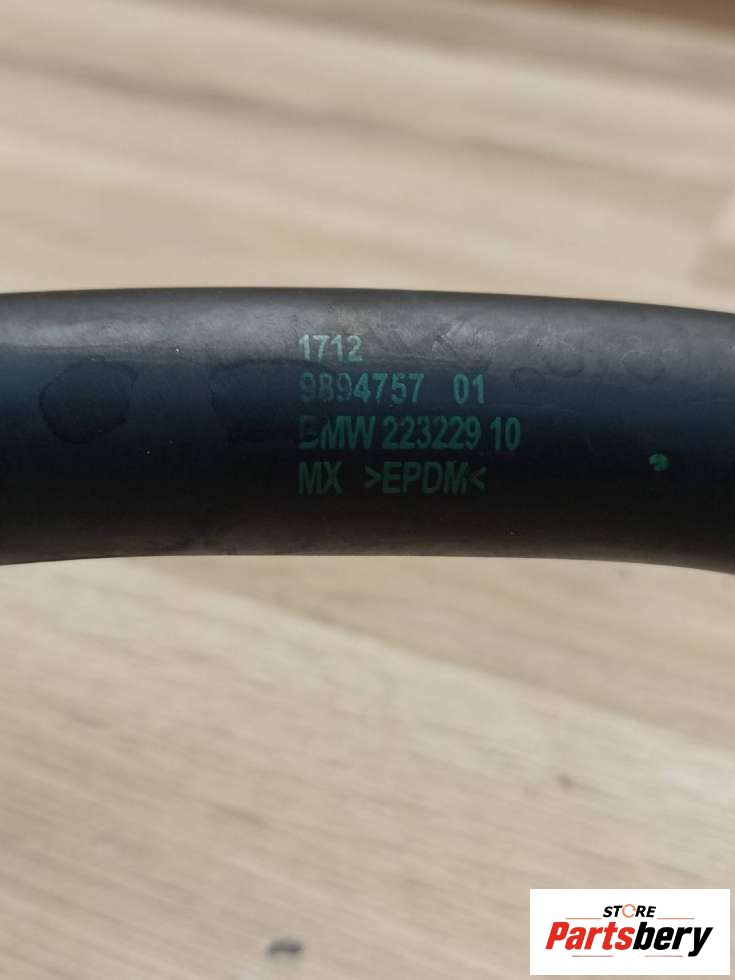 1712
9894757 01
BMW 223229 10
MX >EPDM<
STORE
Partsbery